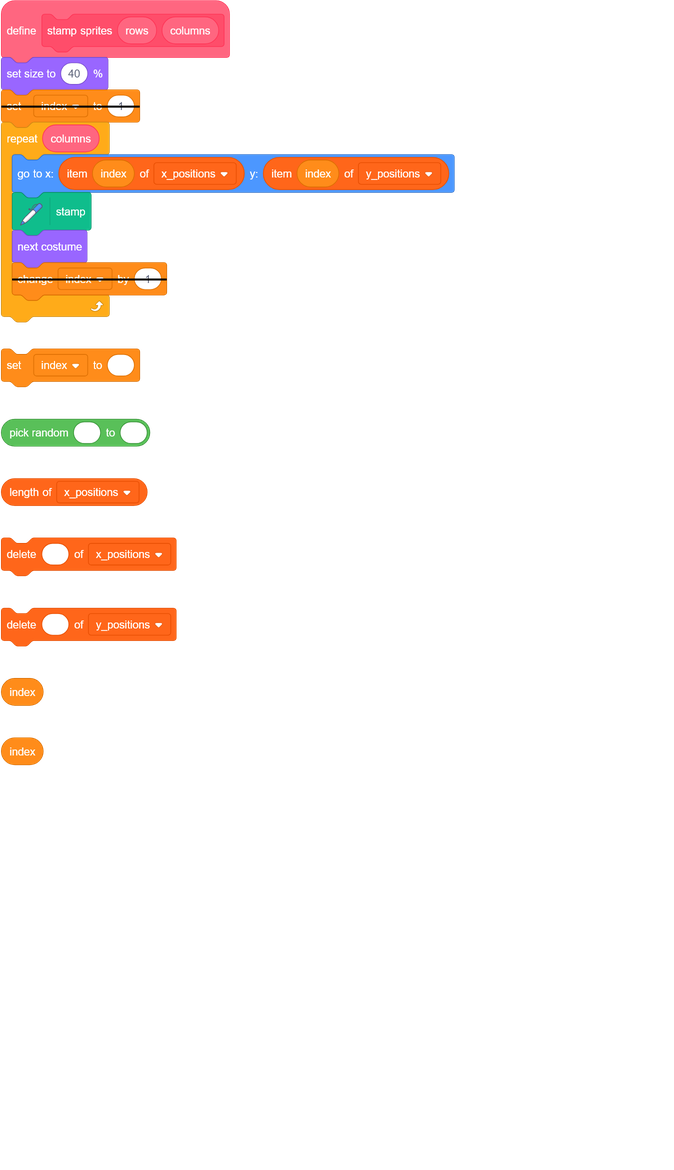 define stamp sprites rows columns
set size to 40 %
set index to 1
repeat columns
go to x: item index of x_positions y: item index of y_positions
stamp
next costume
change index by 1
set index to
pick random to
length of x_positions
delete of x_positions
delete of y_positions
index
index